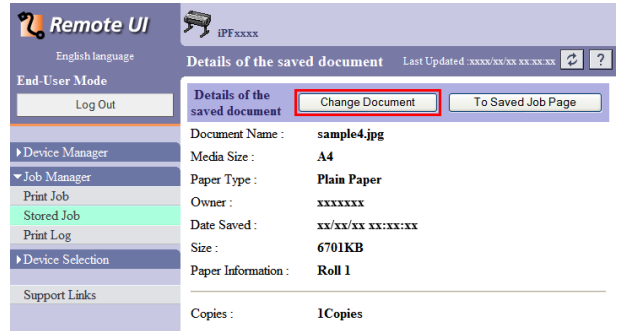 Remote UI
iPFxxxx
English language
Details of the saved document Last Updated :xxxx/xx/xx xx:xx:xx ?
End-User Mode
Log Out
Details of the
saved document
Change Document
To Saved Job Page
Document Name : sample4.jpg
Device Manager
Media Size : A4
Job Manager
Paper Type : Plain Paper
Print Job
Owner : xxxxxxx
Stored Job
Date Saved : xx/xx/xx xx:xx:xx
Print Log
Size : 6701KB
Device Selection
Paper Information : Roll 1
Support Links
Copies : 1Copies